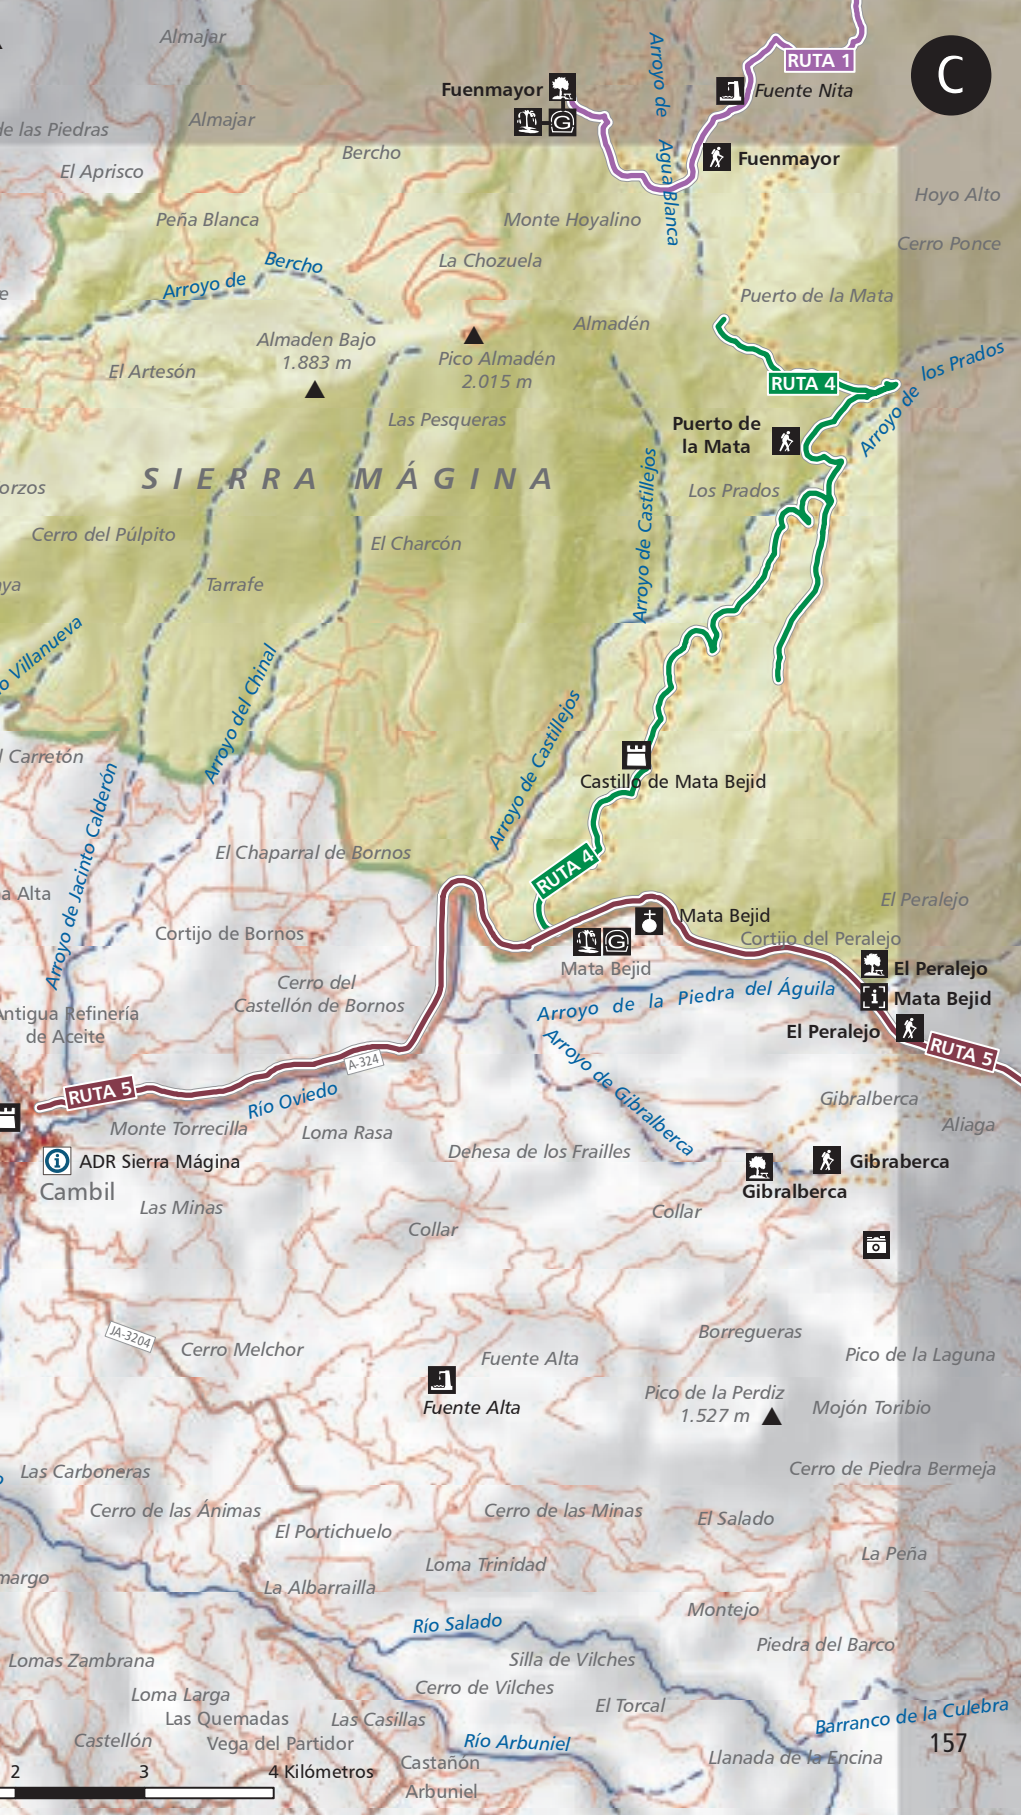 Almajar
RUTA 1
C
Fuenmayor
Arroyo de Agua Blanca
Fuente Nita
de las Piedras
Almajar
Bercho
Fuenmayor
El Aprisco
Hoyo Alto
Peña Blanca
Monte Hoyalino
Cerro Ponce
Arroyo de Bercho
La Chozuela
Puerto de la Mata
Almadén
Almaden Bajo
1.883 m
Pico Almadén
2.015 m
El Artesón
RUTA 4
Arroyo de los Prados
Las Pesqueras
Puerto de
la Mata
SIERRA MÁGINA
Los Prados
Cerro del Púlpito
El Charcón
Arroyo de Castillejos
Tarrafe
Villanueva
Arroyo del Chinal
Carretón
Arroyo de Castillejos
Castillo de Mata Bejid
Arroyo de Jacinto Calderón
El Chaparral de Bornos
RUTA 4
Alta
El Peralejo
Mata Bejid
Cortijo de Bornos
Cortijo del Peralejo
Mata Bejid
El Peralejo
Cerro del
Castellón de Bornos
Arroyo de la Piedra del Águila
Mata Bejid
Antigua Refinería
de Aceite
El Peralejo
RUTA 5
A-324
Arroyo de Gibralberca
RUTA 5
Río Oviedo
Gibralberca
Monte Torrecilla
Loma Rasa
Aliaga
Dehesa de los Frailles
ADR Sierra Mágina
Gibraberca
Cambil
Gibralberca
Las Minas
Collar
Collar
JA-3204
Cerro Melchor
Borregueras
Fuente Alta
Pico de la Laguna
Fuente Alta
Pico de la Perdiz
1.527 m
Mojón Toribio
Las Carboneras
Cerro de Piedra Bermeja
Cerro de las Ánimas
Cerro de las Minas
El Salado
El Portichuelo
La Peña
Loma Trinidad
margo
La Albarrailla
Montejo
Río Salado
Piedra del Barco
Lomas Zambrana
Silla de Vilches
Cerro de Vilches
Loma Larga
El Torcal
Las Quemadas
Las Casillas
Barranco de la Culebra
Castellón
Vega del Partidor
Río Arbuniel
157
Castañón
Llanada de la Encina
2 3 4 Kilómetros
Arbuniel